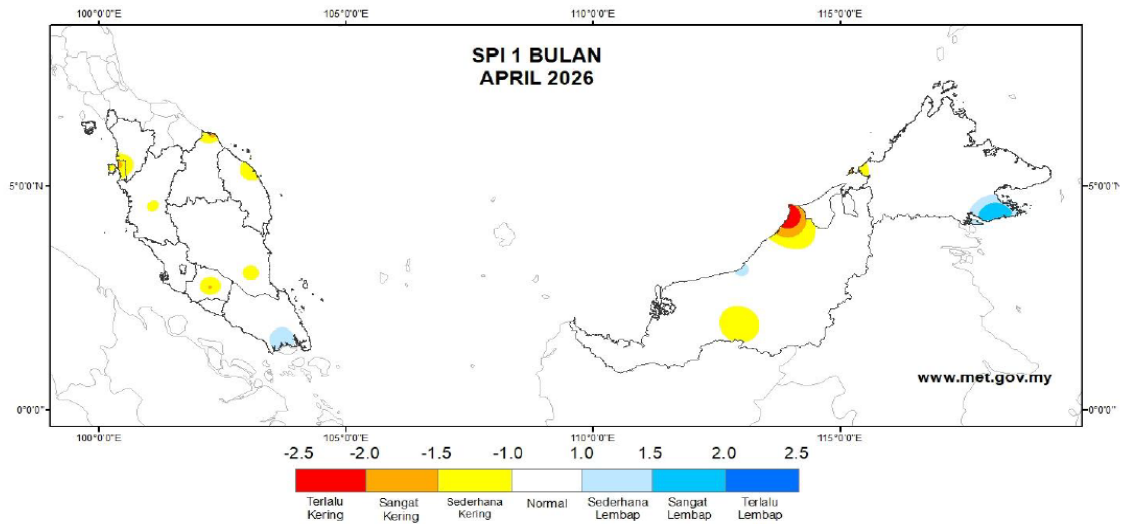 100°0'0"E 105°0'0"E 110°0'0"E 115°0'0"E
SPI 1 BULAN
APRIL 2026
5°0'0"N 5°0'0"N
www.met.gov.my
0°0'0" 0°0'0"
100°0'0"E 105°0'0"E 110°0'0"E 115°0'0"E
-2.5 -2.0 -1.5 -1.0 1.0 1.5 2.0 2.5
Terlalu Sangat Sederhana Normal Sederhana Sangat Terlalu
Kering Kering Kering Lembap Lembap Lembap